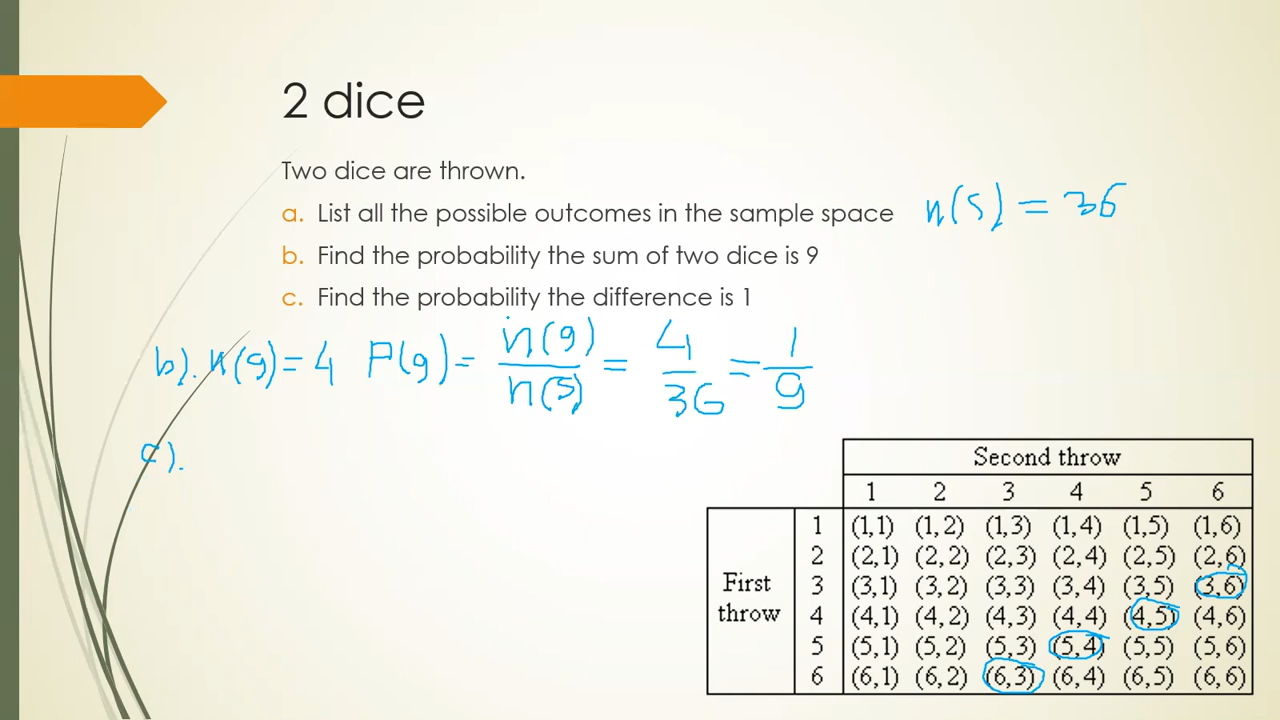 2 dice
Two dice are thrown.
a. List all the possible outcomes in the sample space n(S) = 36
b. Find the probability the sum of two dice is 9
c. Find the probability the difference is 1
b). n(9) = 4 P(9) = n(9)/n(S) = 4/36 = 1/9
c).
Second throw
1 2 3 4 5 6
First throw
1 (1,1) (1,2) (1,3) (1,4) (1,5) (1,6)
2 (2,1) (2,2) (2,3) (2,4) (2,5) (2,6)
3 (3,1) (3,2) (3,3) (3,4) (3,5) (3,6)
4 (4,1) (4,2) (4,3) (4,4) (4,5) (4,6)
5 (5,1) (5,2) (5,3) (5,4) (5,5) (5,6)
6 (6,1) (6,2) (6,3) (6,4) (6,5) (6,6)